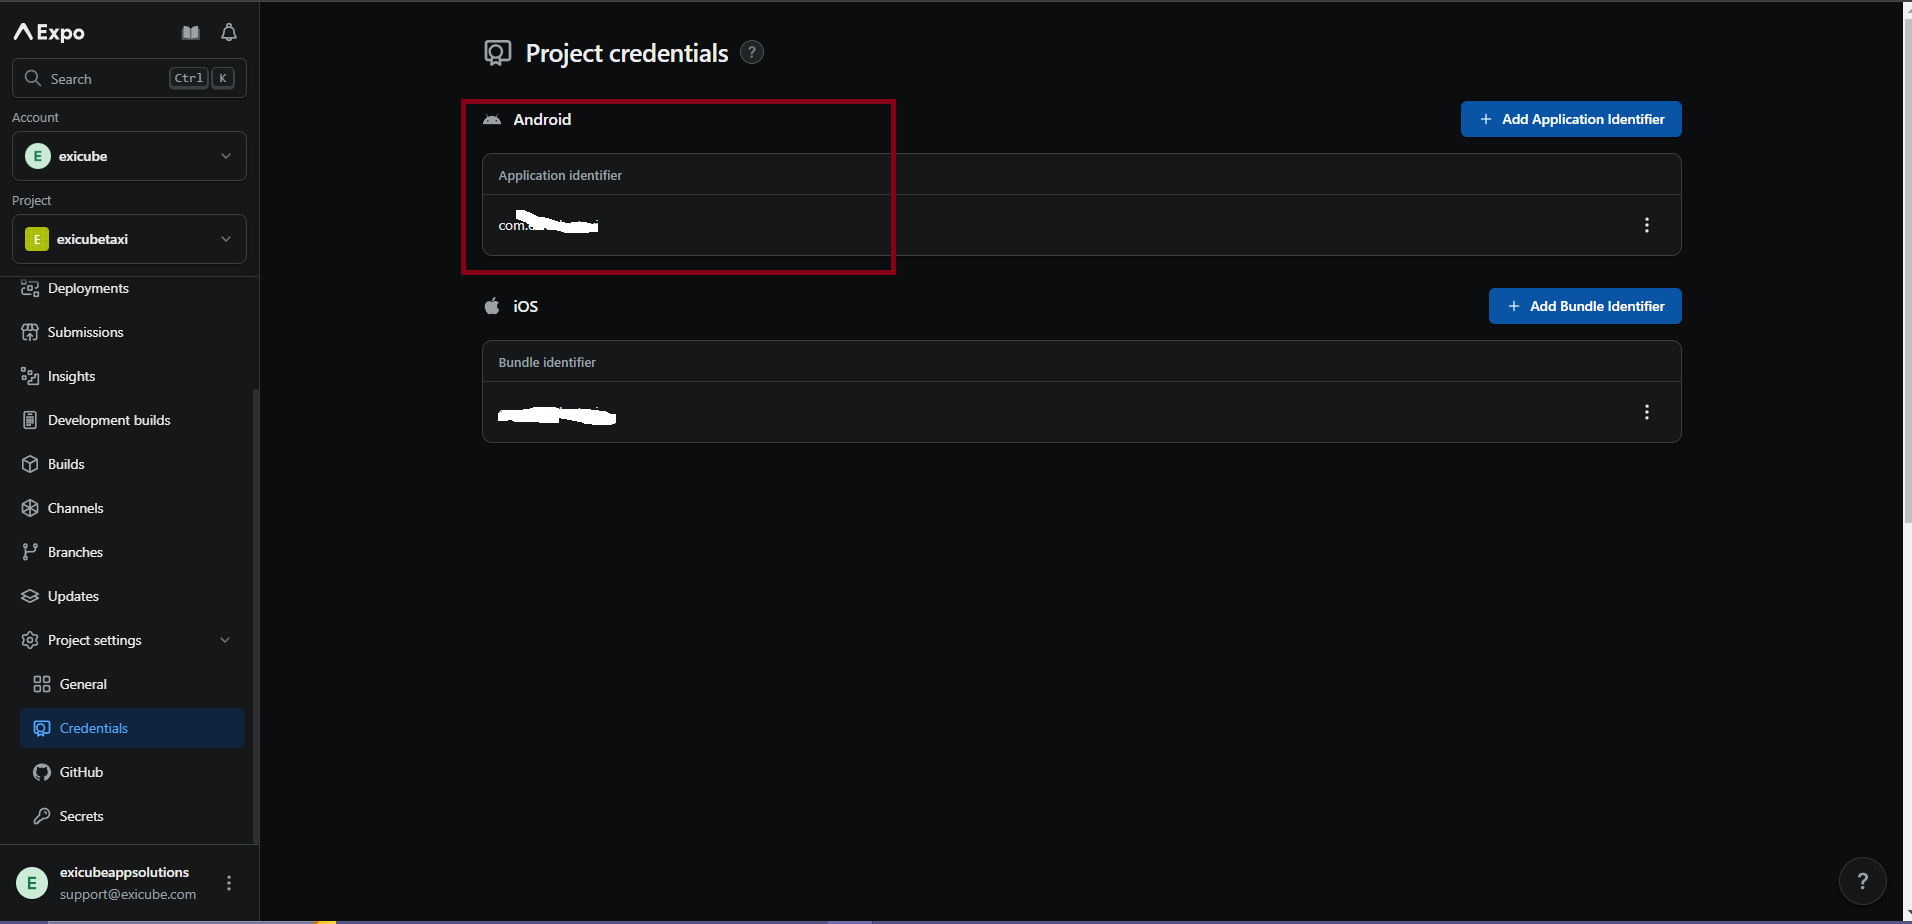 Expo
Search Ctrl K
Account
E exicube
Project
E exicubetaxi
Deployments
Submissions
Insights
Development builds
Builds
Channels
Branches
Updates
Project settings
General
Credentials
GitHub
Secrets
E exicubeappsolutions
support@exicube.com
Project credentials ?
Android
+ Add Application Identifier
Application identifier
com.
iOS
+ Add Bundle Identifier
Bundle identifier
?